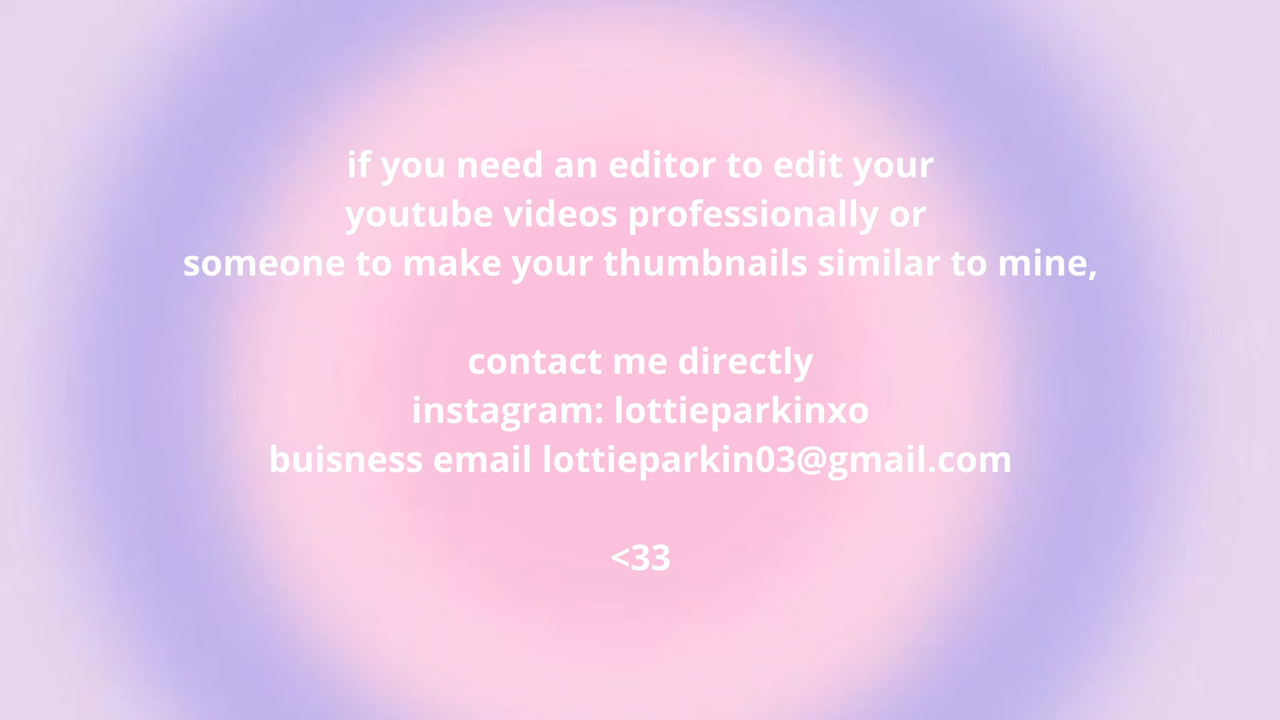 if you need an editor to edit your
youtube videos professionally or
someone to make your thumbnails similar to mine,
contact me directly
instagram: lottieparkinxo
buisness email lottieparkin03@gmail.com
<33